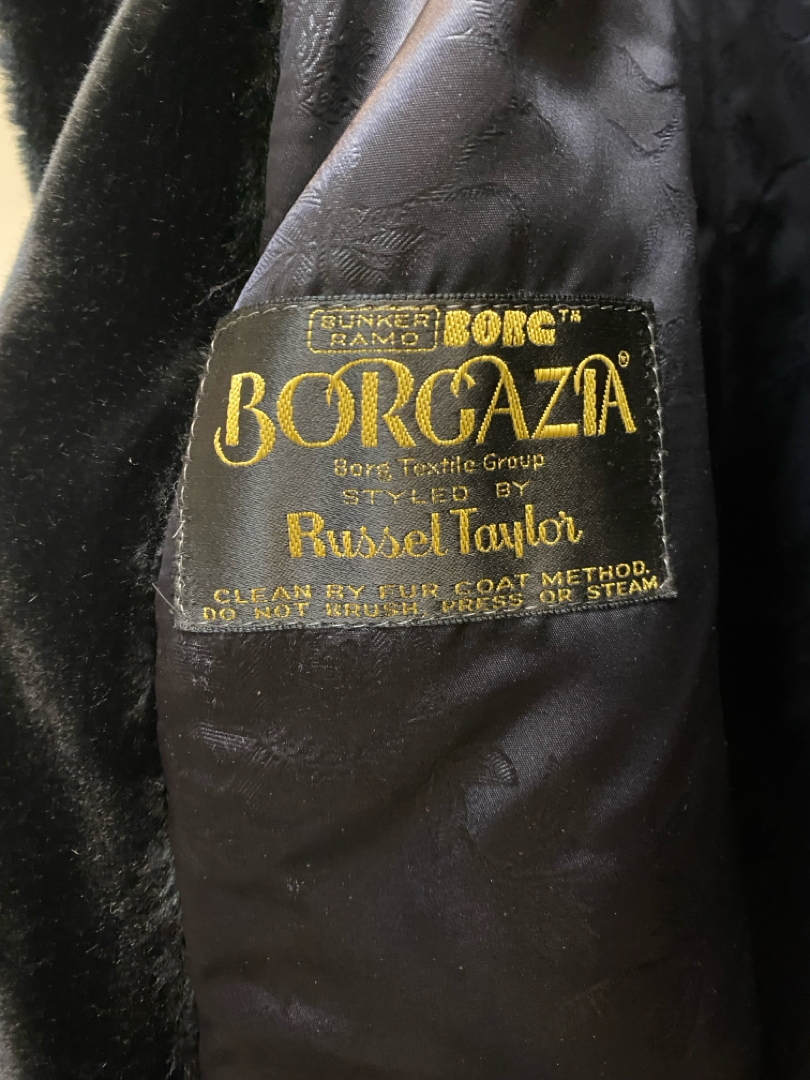 BUNKER RAMO BORG™
BORGAZIA®
Borg Textile Group
STYLED BY
Russel Taylor
CLEAN BY FUR COAT METHOD.
DO NOT BRUSH, PRESS OR STEAM